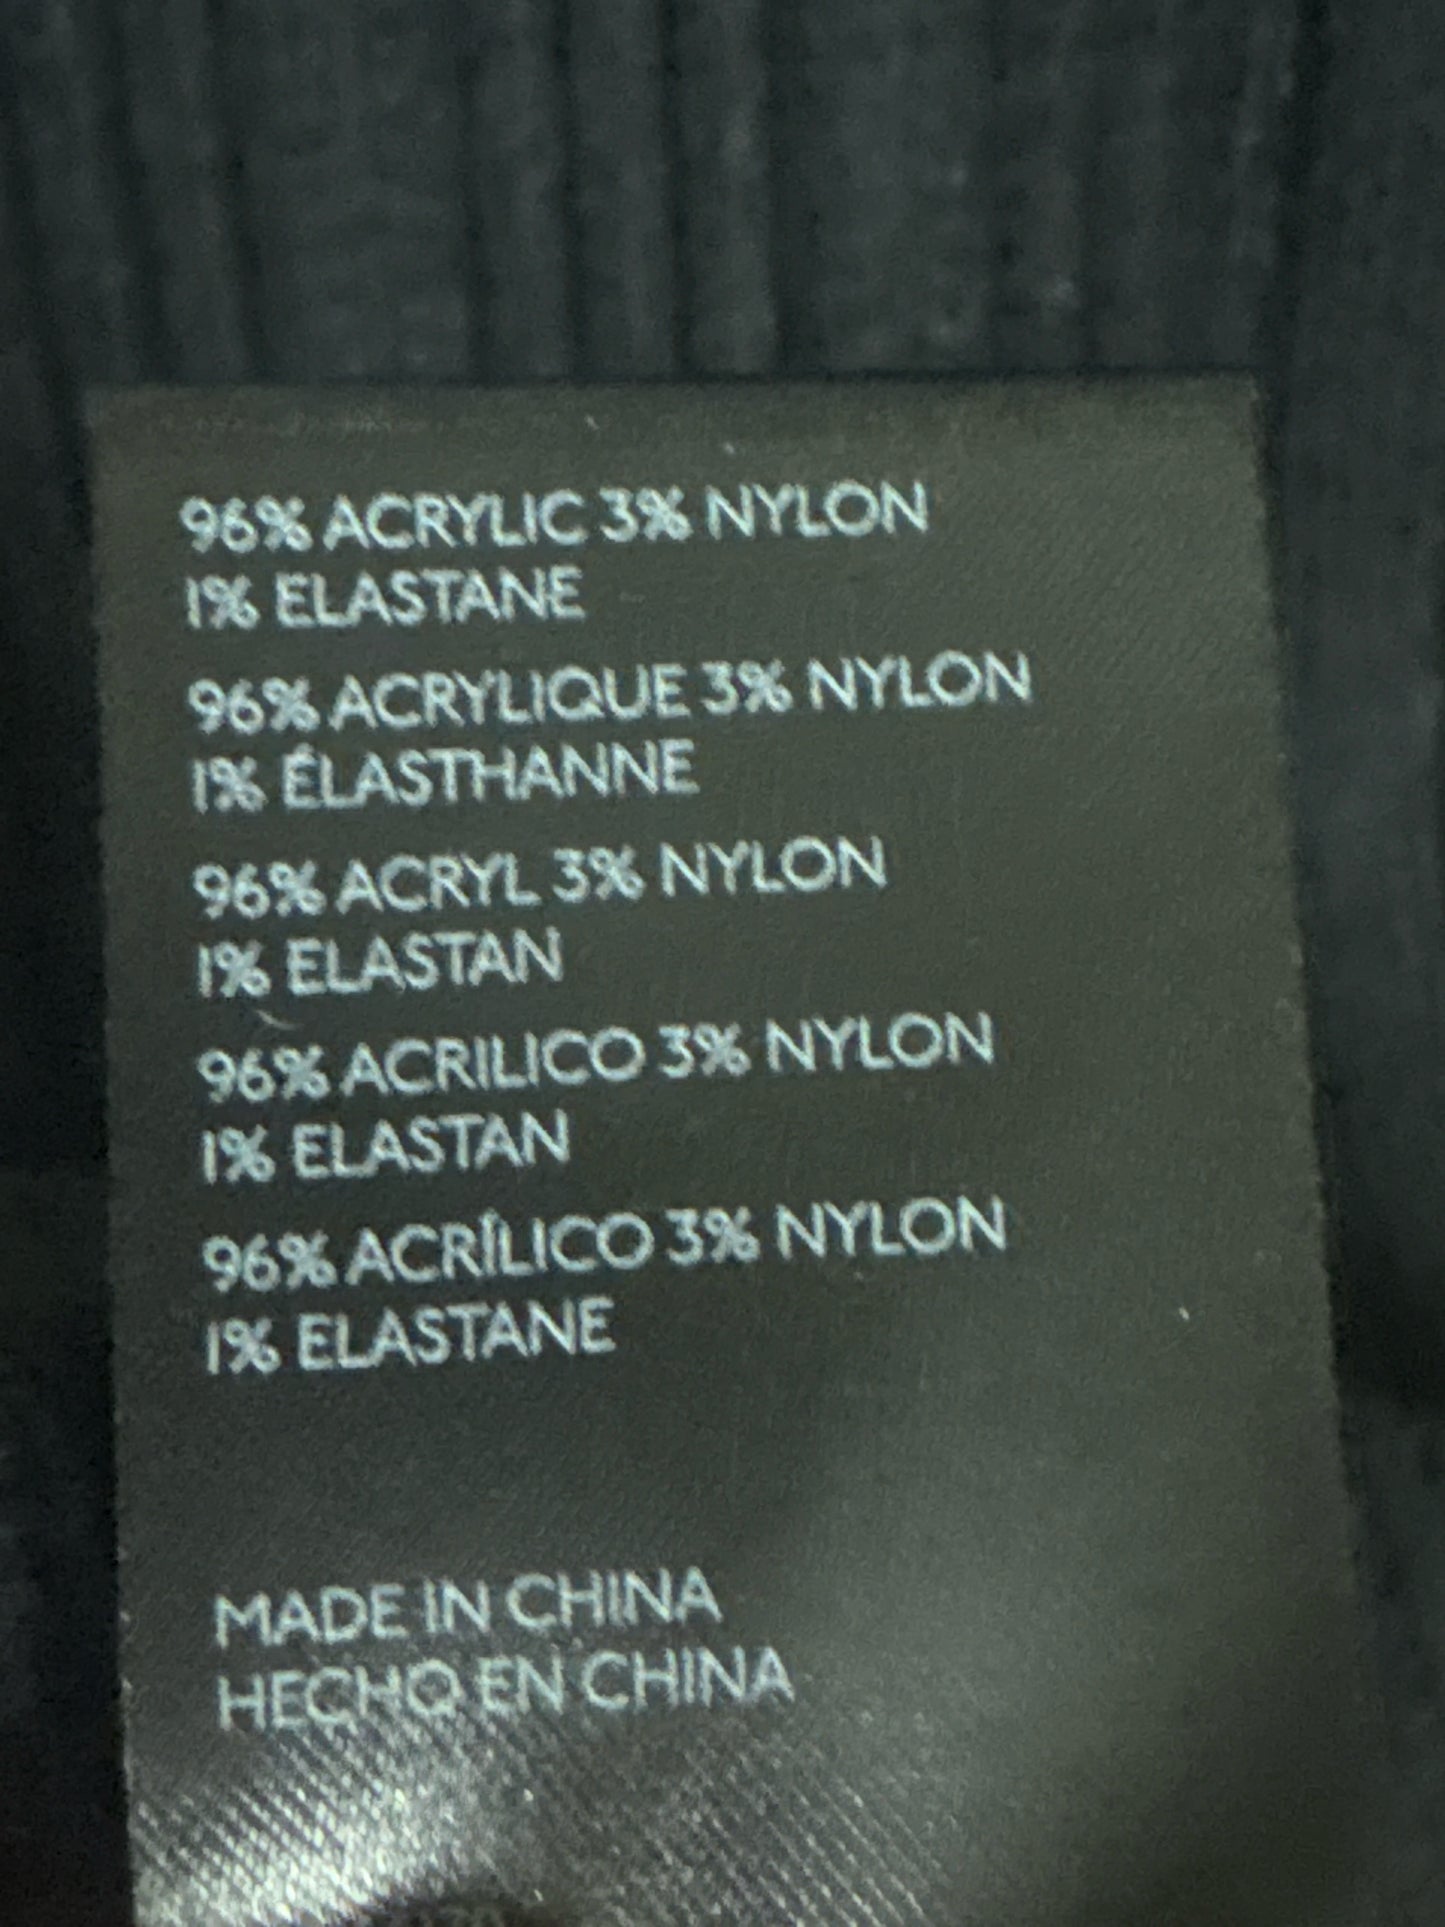 96% ACRYLIC 3% NYLON
1% ELASTANE
96% ACRYLIQUE 3% NYLON
1% ÉLASTHANNE
96% ACRYL 3% NYLON
1% ELASTAN
96% ACRILICO 3% NYLON
1% ELASTAN
96% ACRÍLICO 3% NYLON
1% ELASTANE
MADE IN CHINA
HECHO EN CHINA